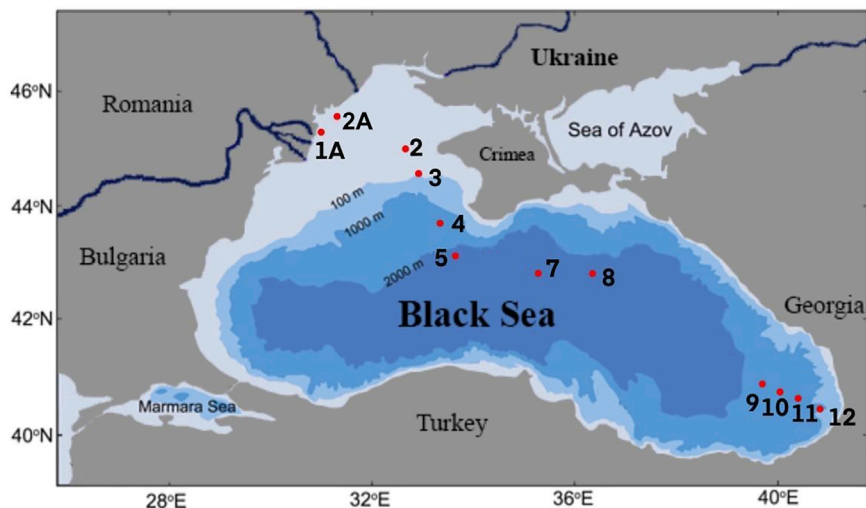 Ukraine
46°N
Romania
2A
Sea of Azov
1A
2
Crimea
3
100 m
44°N
1000 m
4
Bulgaria
5
2000 m
7
8
Georgia
42°N
Black Sea
Marmara Sea
9
10
11
12
Turkey
40°N
28°E
32°E
36°E
40°E